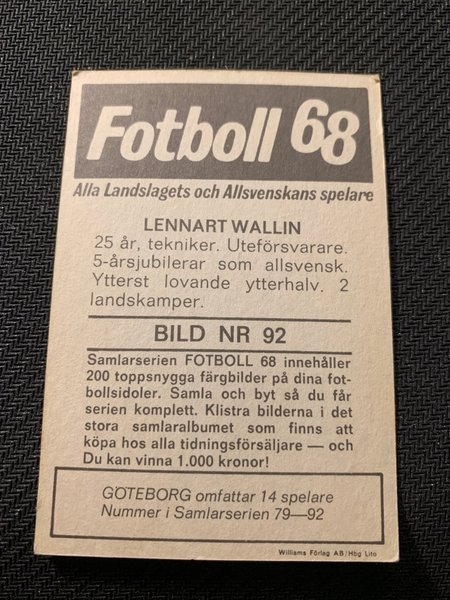 Fotboll 68
Alla Landslagets och Allsvenskans spelare
LENNART WALLIN
25 år, tekniker. Uteförsvarare.
5-årsjubilerar som allsvensk.
Ytterst lovande ytterhalv. 2
landskamper.
BILD NR 92
Samlarserien FOTBOLL 68 innehåller
200 toppsnygga färgbilder på dina fot-
bollsidoler. Samla och byt så du får
serien komplett. Klistra bilderna i det
stora samlaralbumet som finns att
köpa hos alla tidningsförsäljare — och
Du kan vinna 1.000 kronor!
GÖTEBORG omfattar 14 spelare
Nummer i Samlarserien 79—92
Williams Förlag AB/Hbg Lito